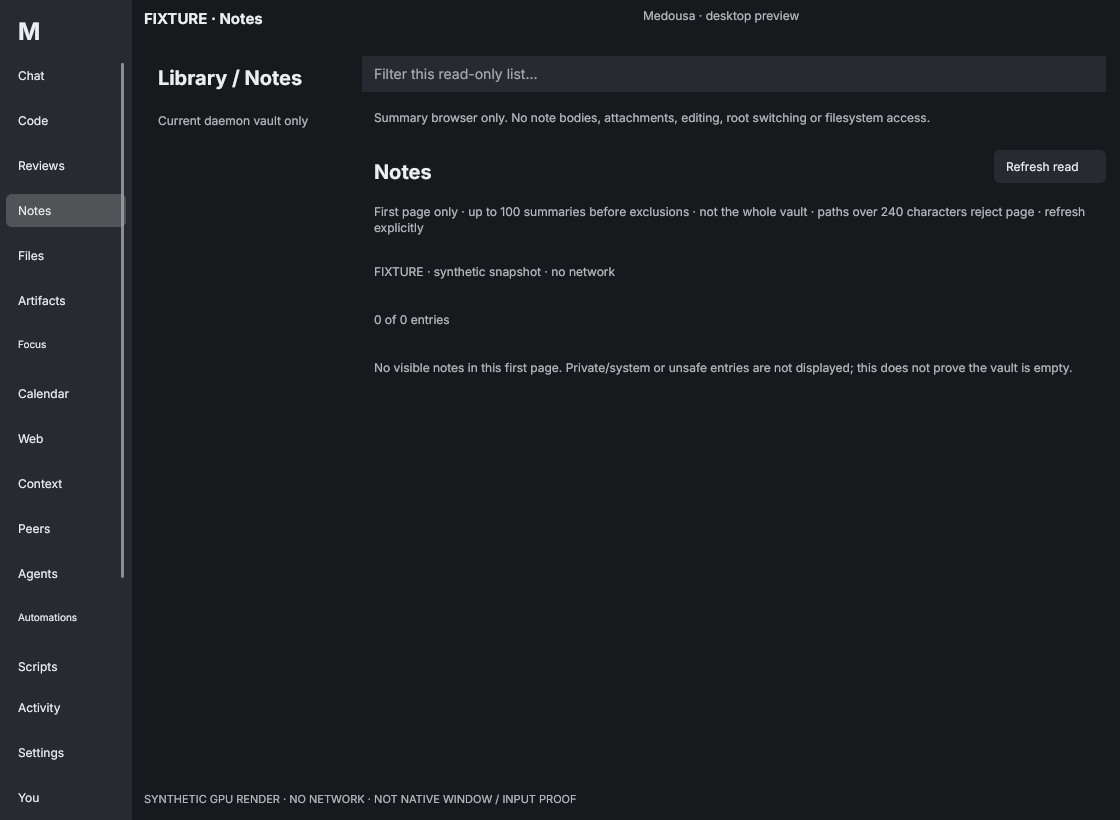 M
Chat
Code
Reviews
Notes
Files
Artifacts
Focus
Calendar
Web
Context
Peers
Agents
Automations
Scripts
Activity
Settings
You
FIXTURE · Notes
Medousa · desktop preview
Library / Notes
Current daemon vault only
Filter this read-only list...
Summary browser only. No note bodies, attachments, editing, root switching or filesystem access.
Notes
Refresh read
First page only · up to 100 summaries before exclusions · not the whole vault · paths over 240 characters reject page · refresh
explicitly
FIXTURE · synthetic snapshot · no network
0 of 0 entries
No visible notes in this first page. Private/system or unsafe entries are not displayed; this does not prove the vault is empty.
SYNTHETIC GPU RENDER · NO NETWORK · NOT NATIVE WINDOW / INPUT PROOF